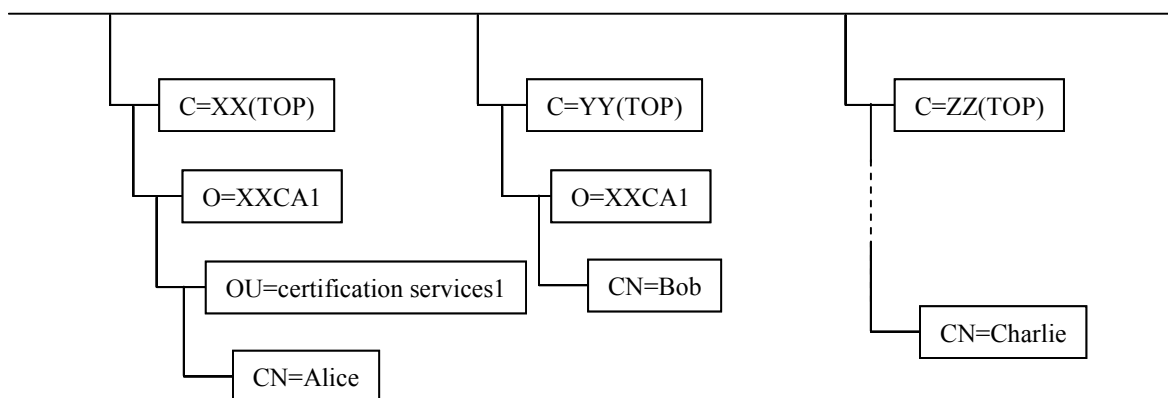 C=XX(TOP)
C=YY(TOP)
C=ZZ(TOP)
O=XXCA1
O=XXCA1
OU=certification services1
CN=Bob
CN=Charlie
CN=Alice